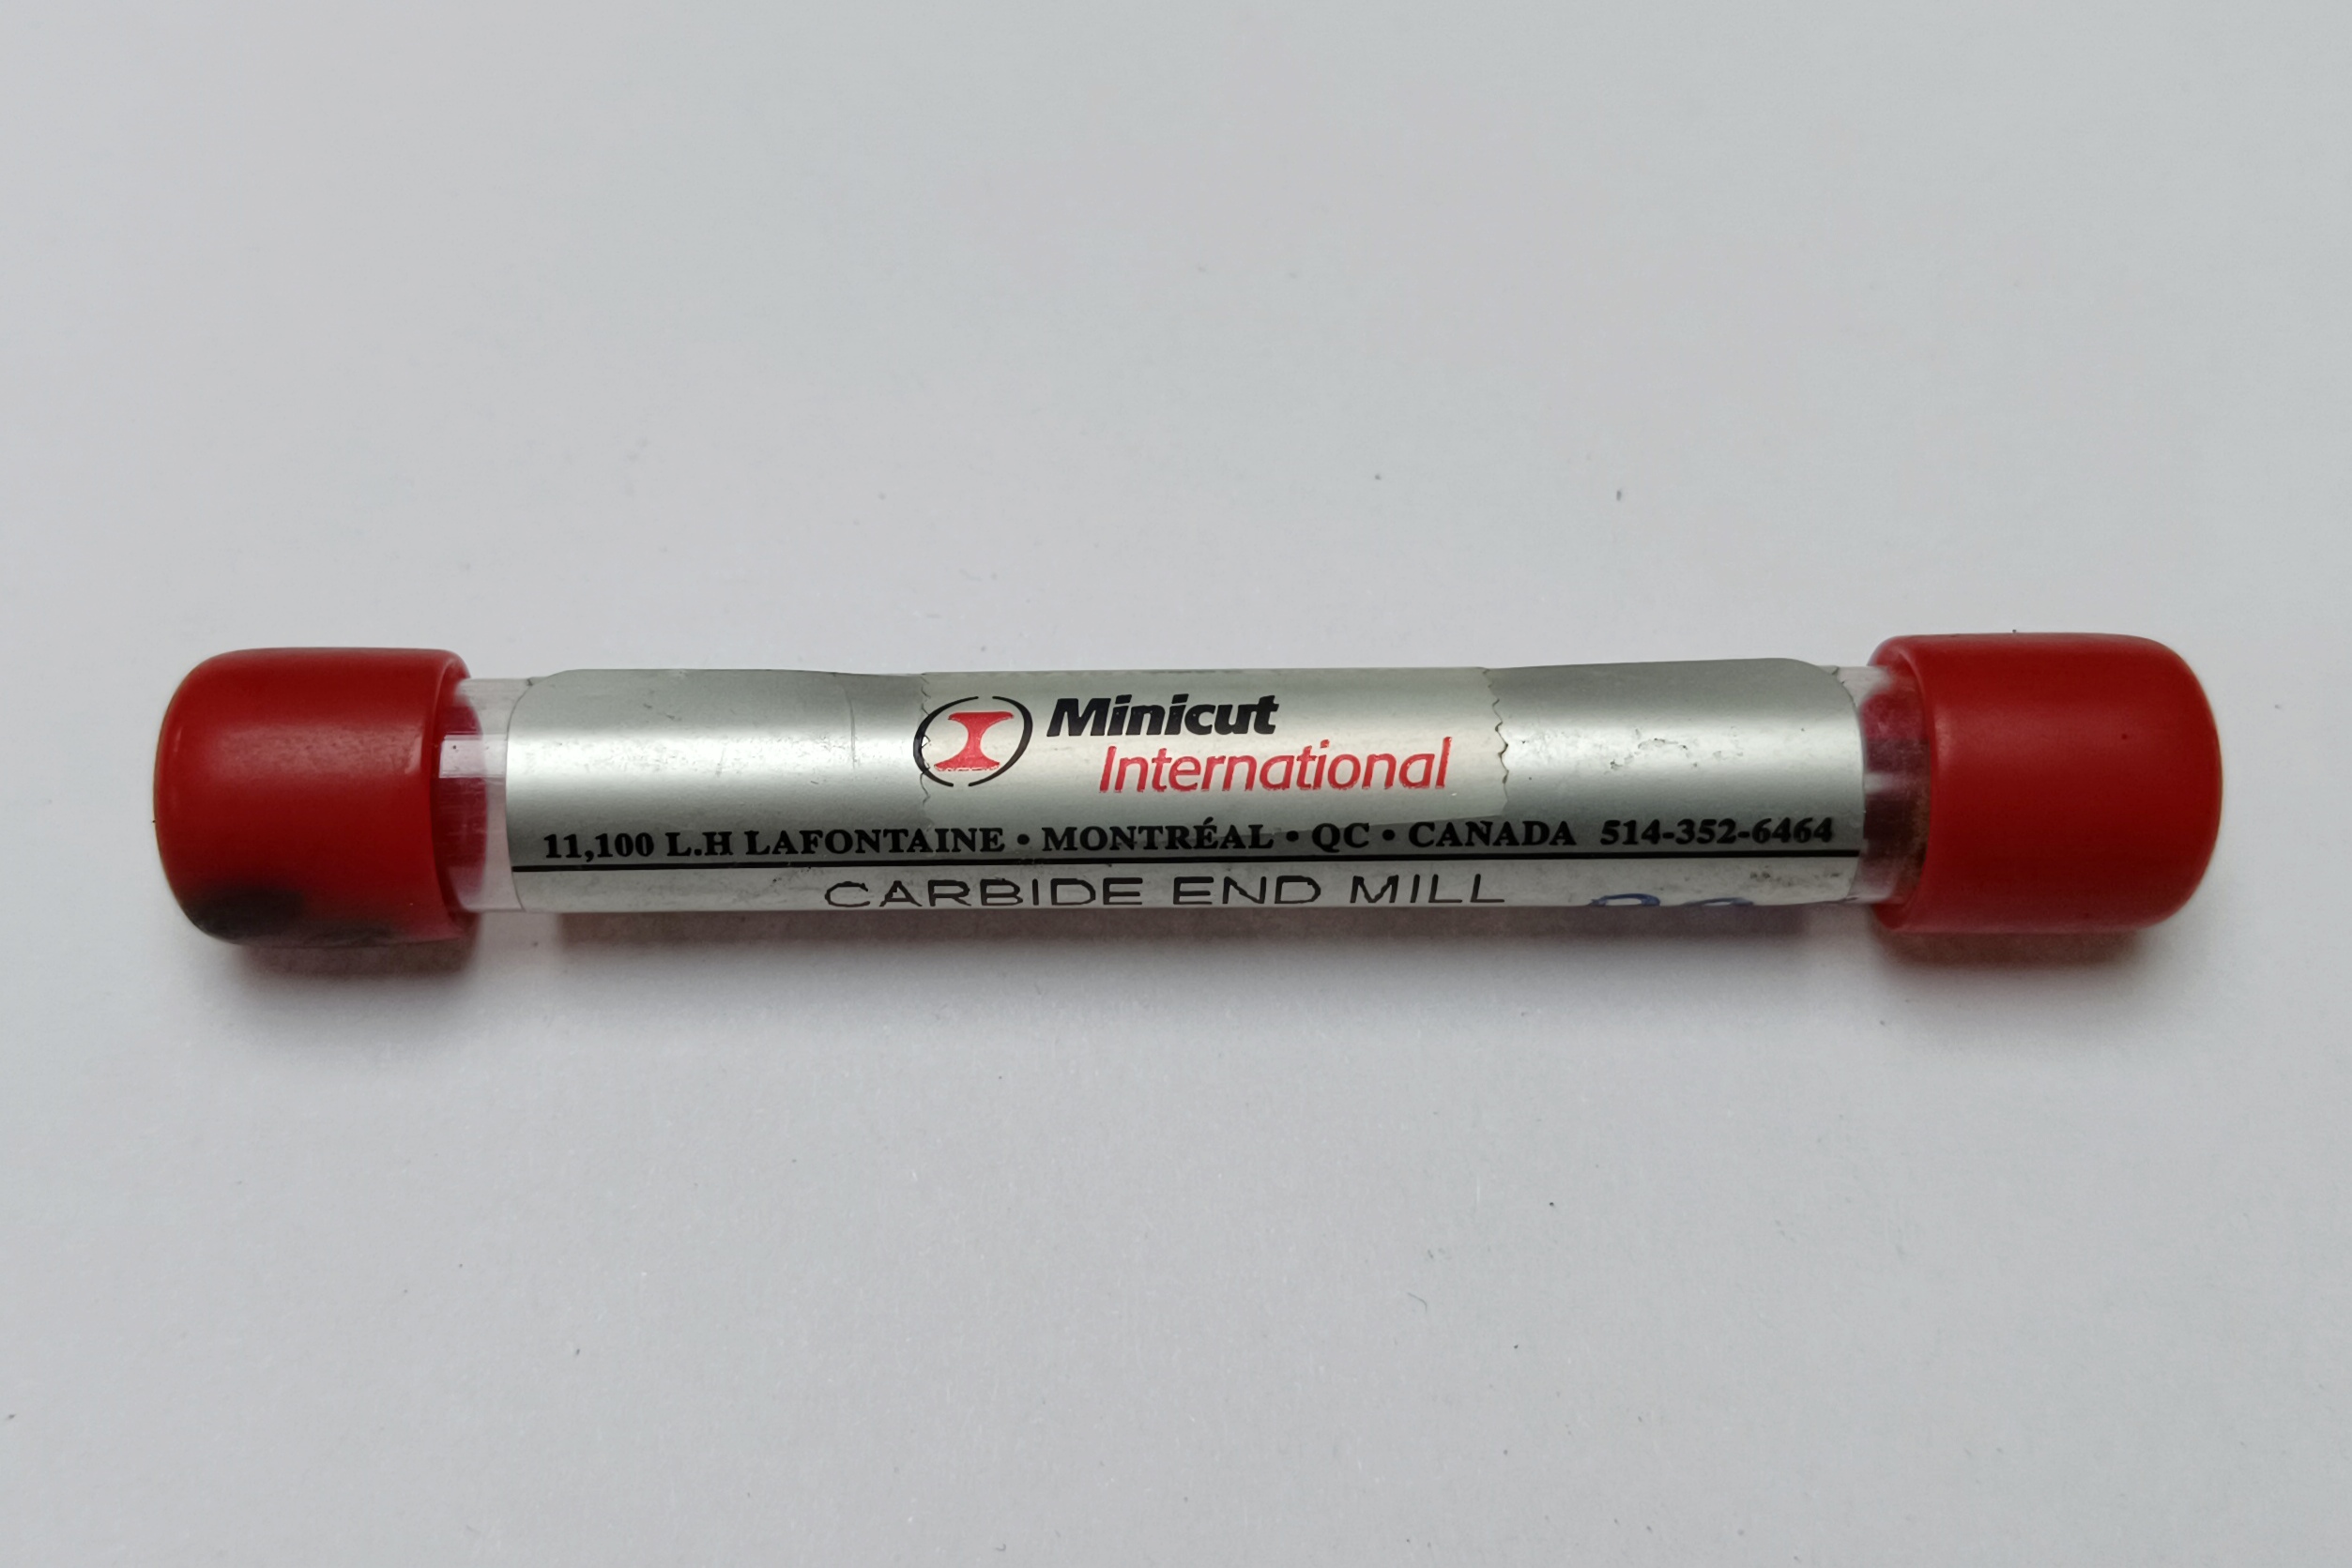 Minicut
International
11,100 L.H LAFONTAINE • MONTRÉAL • QC • CANADA 514-352-6464
CARBIDE END MILL